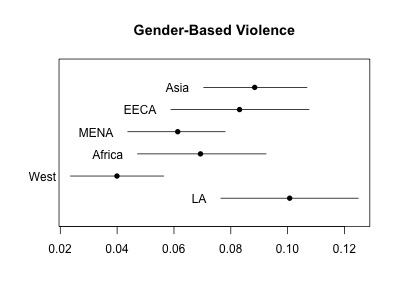 Gender-Based Violence
Asia
EECA
MENA
Africa
West
LA
0.02 0.04 0.06 0.08 0.10 0.12